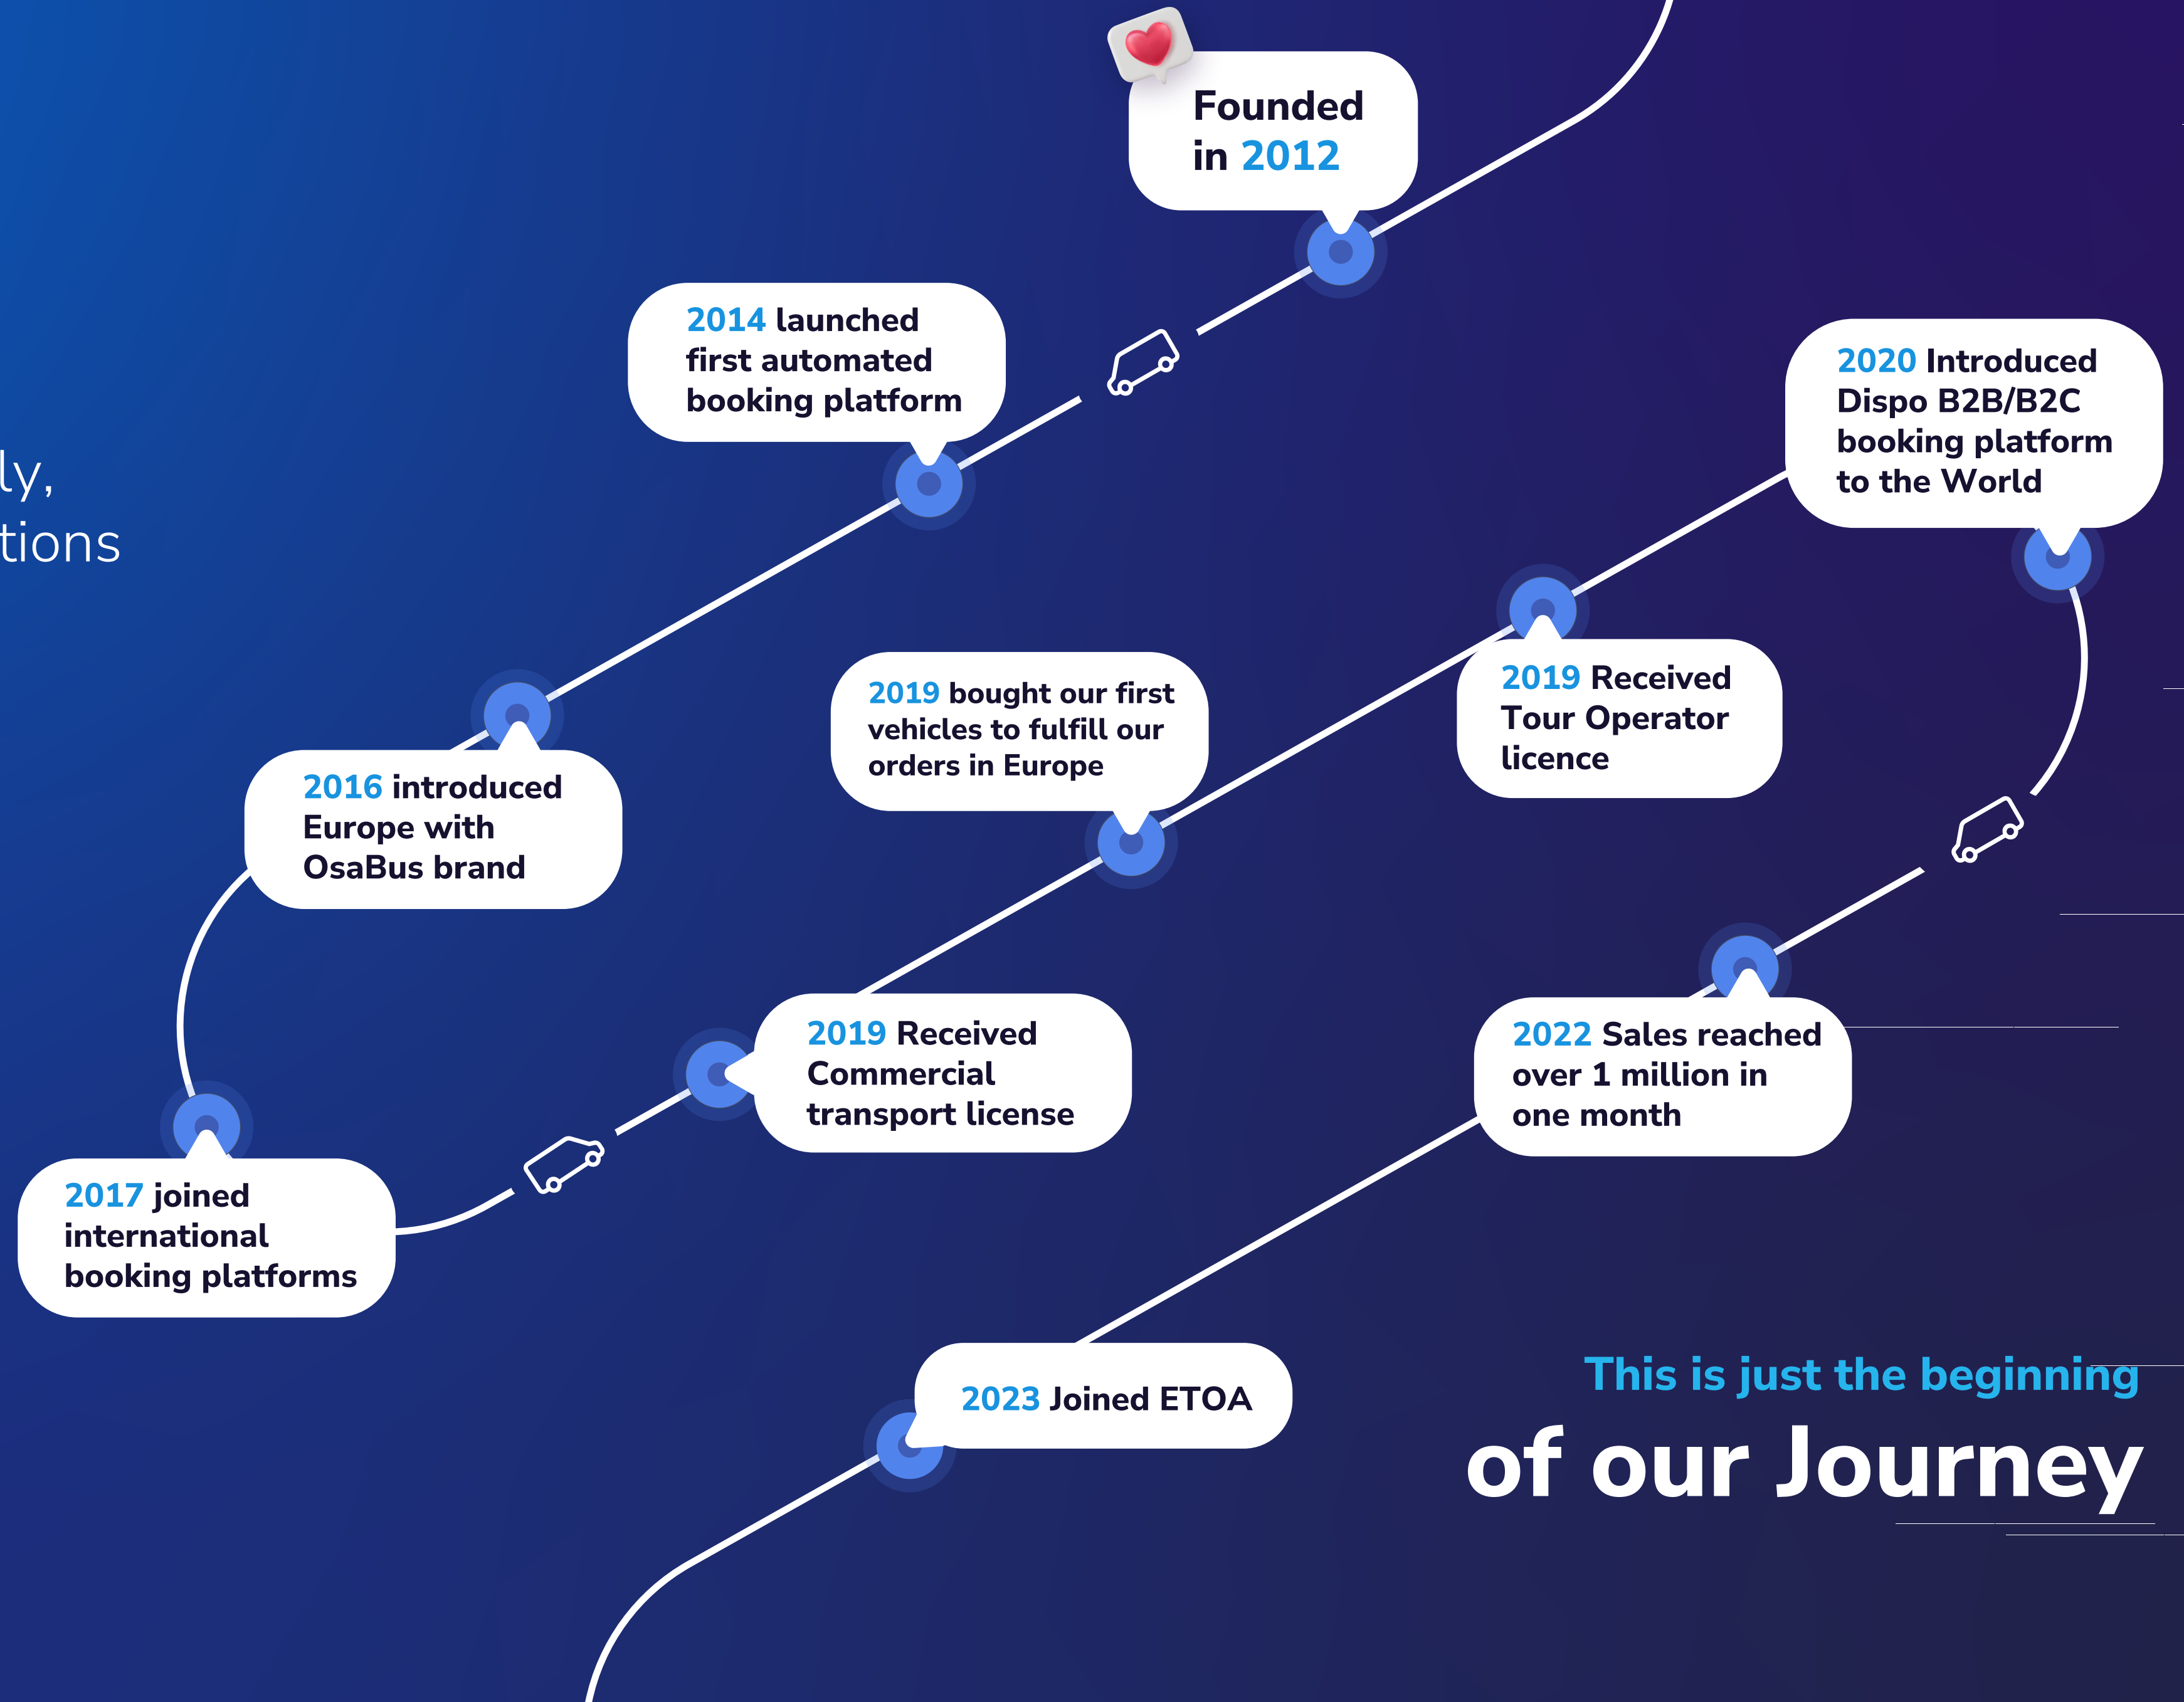 ly,
tions
Founded
in 2012
2014 launched
first automated
booking platform
2016 introduced
Europe with
OsaBus brand
2017 joined
international
booking platforms
2019 Received
Commercial
transport license
2019 bought our first
vehicles to fulfill our
orders in Europe
2019 Received
Tour Operator
licence
2020 Introduced
Dispo B2B/B2C
booking platform
to the World
2022 Sales reached
over 1 million in
one month
2023 Joined ETOA
This is just the beginning
of our Journey